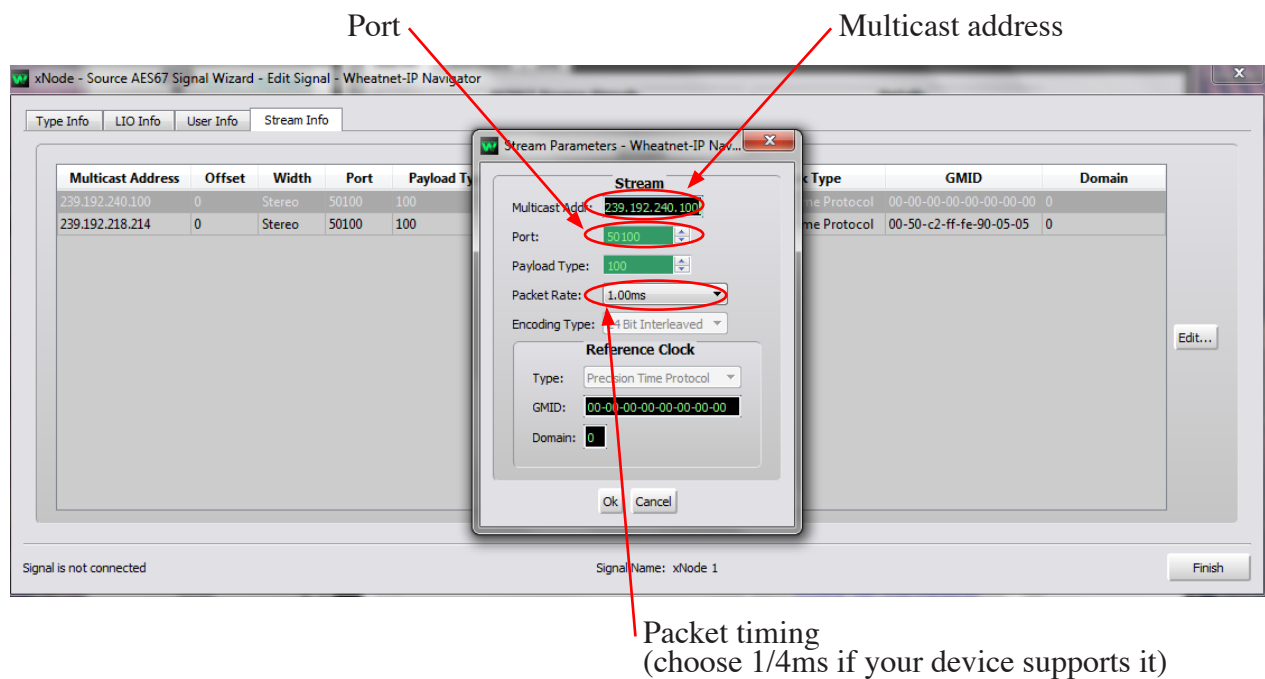 Port
Multicast address
xNode - Source AES67 Signal Wizard - Edit Signal - Wheatnet-IP Navigator
Type Info LIO Info User Info Stream Info
Stream Parameters - Wheatnet-IP Nav...
Multicast Address Offset Width Port Payload Ty
k Type GMID Domain
239.192.240.100 0 Stereo 50100 100
me Protocol 00-00-00-00-00-00-00-00 0
239.192.218.214 0 Stereo 50100 100
me Protocol 00-50-c2-ff-fe-90-05-05 0
Stream
Multicast Addr: 239.192.240.100
Port: 50100
Payload Type: 100
Packet Rate: 1.00ms
Encoding Type: 24 Bit Interleaved
Reference Clock
Type: Precision Time Protocol
GMID: 00-00-00-00-00-00-00-00
Domain: 0
Ok Cancel
Edit...
Signal is not connected
Signal Name: xNode 1
Finish
Packet timing
(choose 1/4ms if your device supports it)